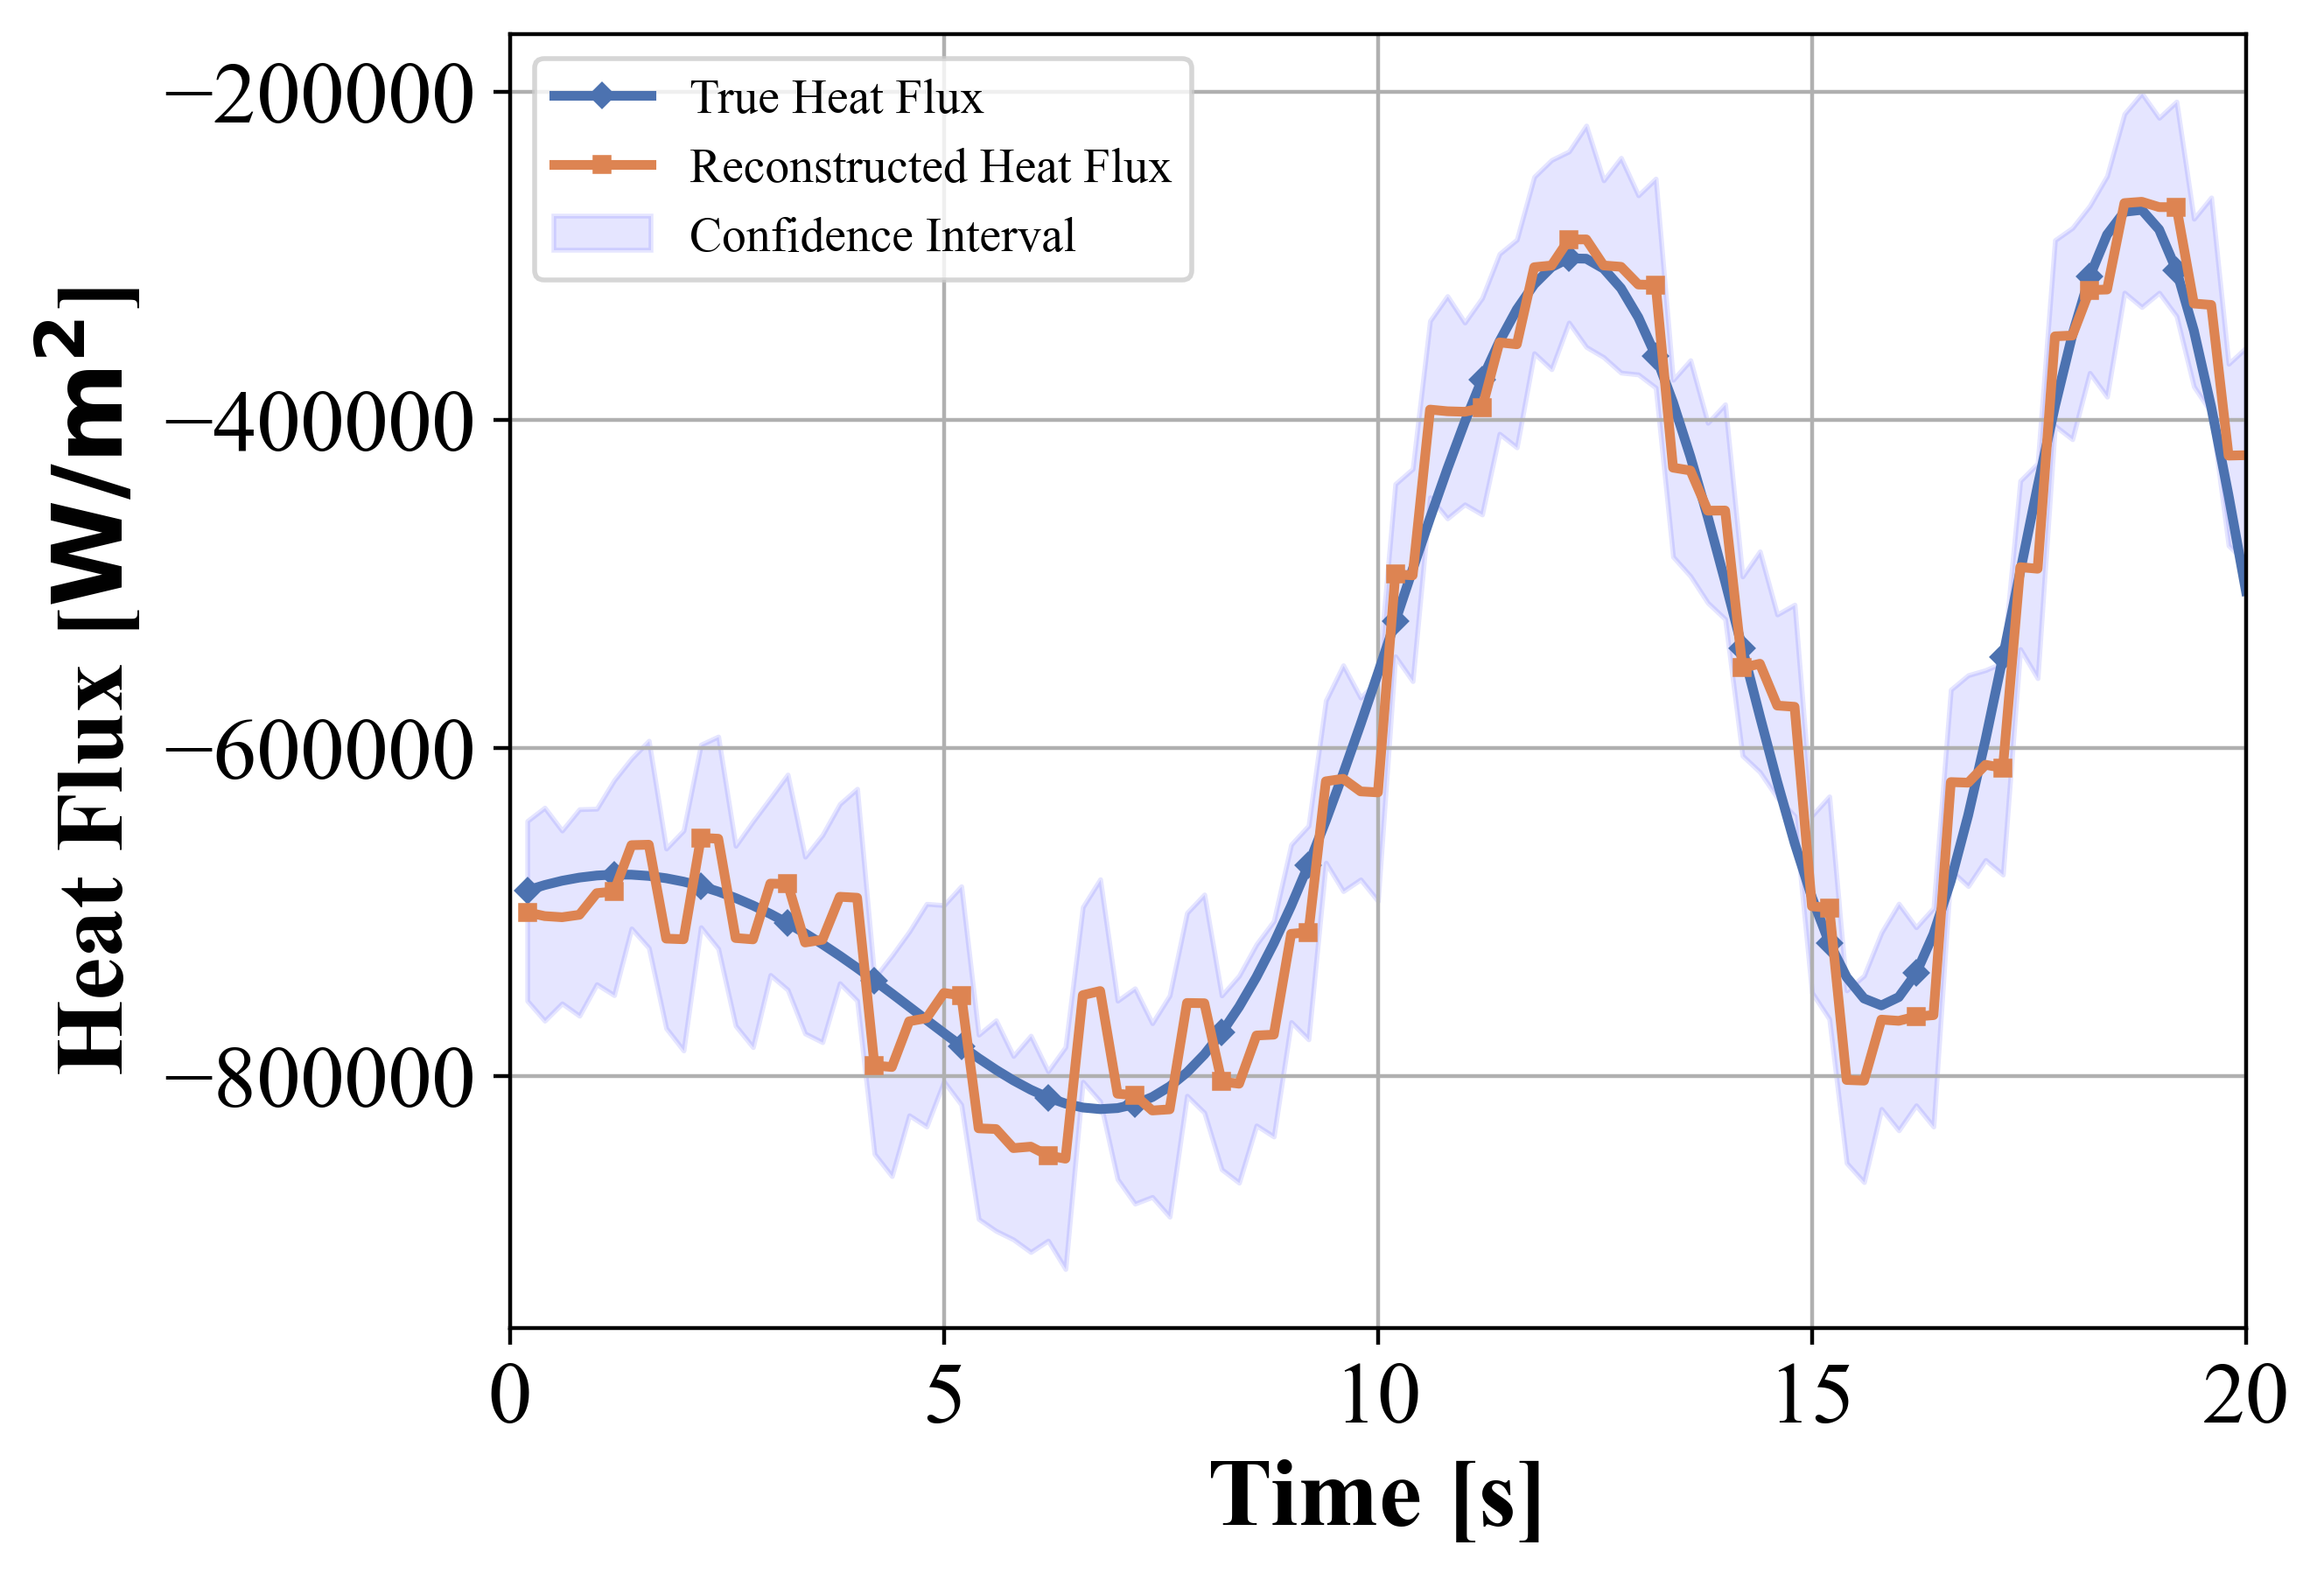 True Heat Flux
Reconstructed Heat Flux
Confidence Interval
Heat Flux [W/m²]
−200000
−400000
−600000
−800000
0
5
10
15
20
Time [s]